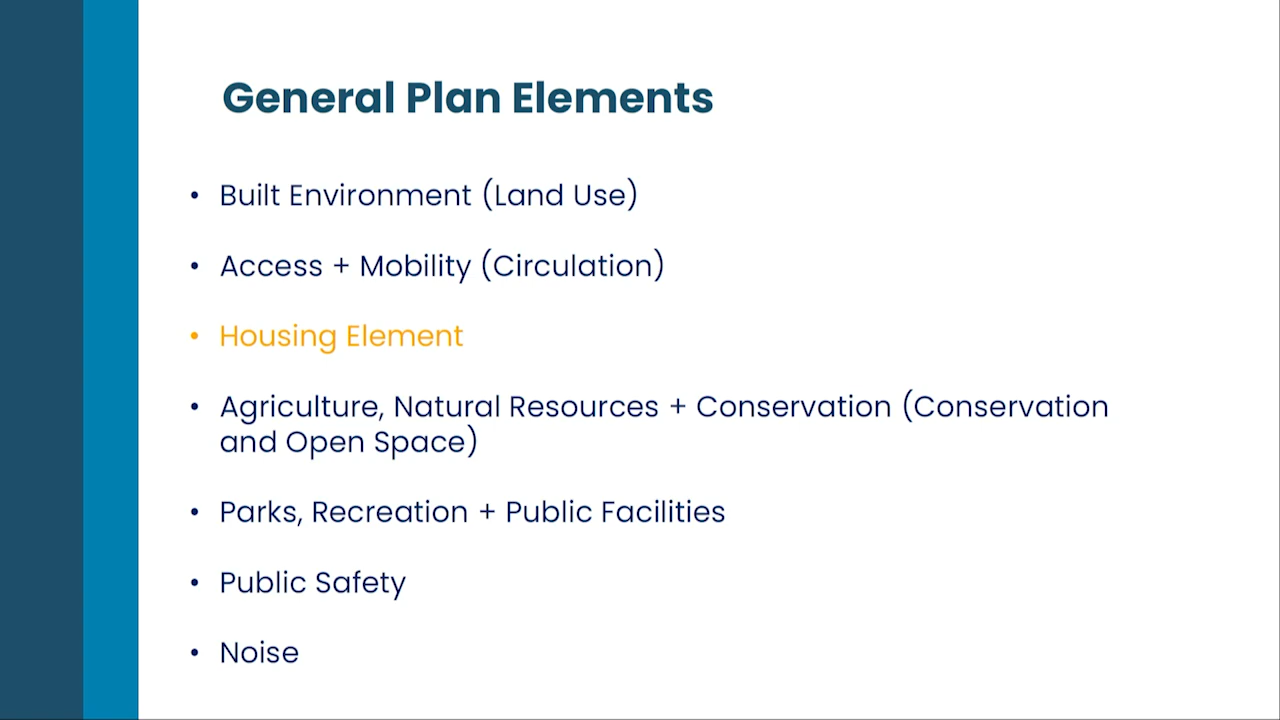 General Plan Elements
• Built Environment (Land Use)
• Access + Mobility (Circulation)
• Housing Element
• Agriculture, Natural Resources + Conservation (Conservation
and Open Space)
• Parks, Recreation + Public Facilities
• Public Safety
• Noise